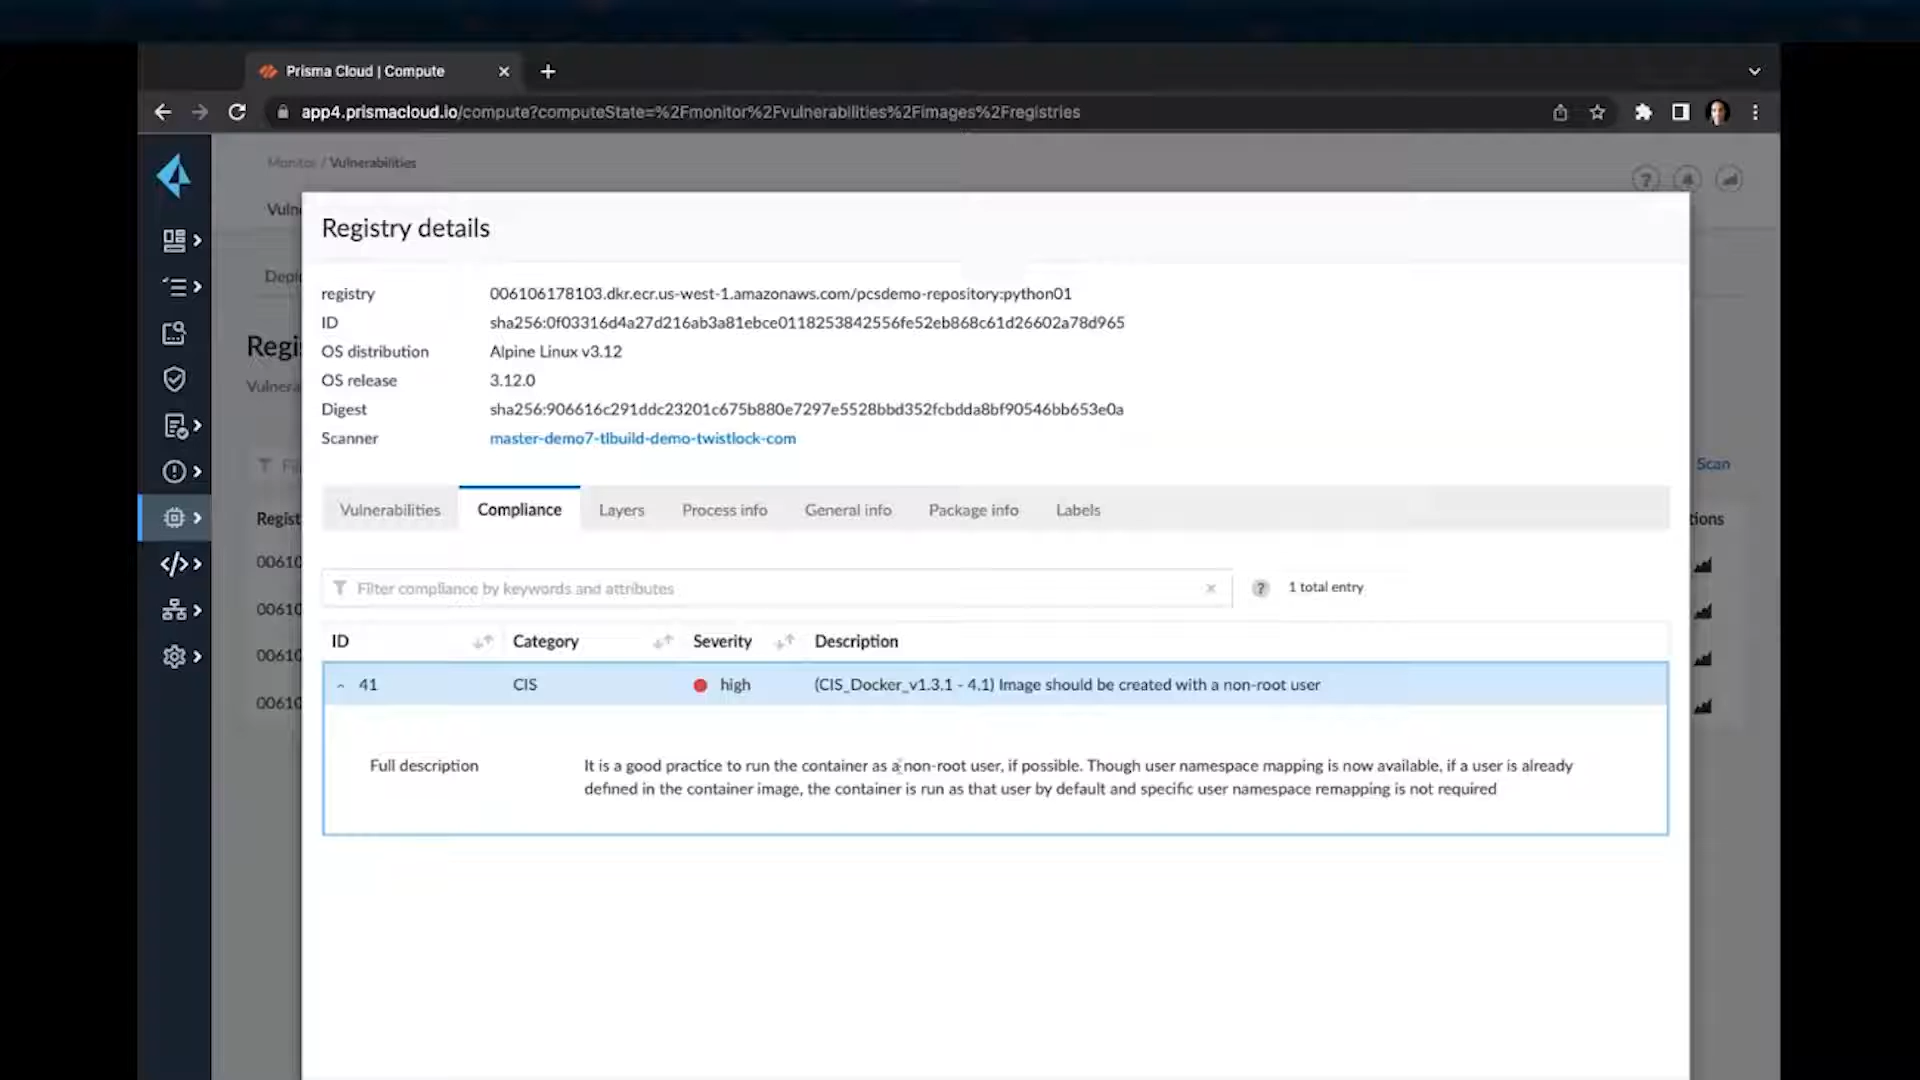 Prisma Cloud | Compute
app4.prismacloud.io/compute?computeState=%2Fmonitor%2Fvulnerabilities%2Fimages%2Fregistries
Monitor / Vulnerabilities
Registry details
registry 006106178103.dkr.ecr.us-west-1.amazonaws.com/pcsdemo-repository:python01
ID sha256:0f03316d4a27d216ab3a81ebce0118253842556fe52eb868c61d26602a78d965
OS distribution Alpine Linux v3.12
OS release 3.12.0
Digest sha256:906616c291ddc23201c675b880e7297e5528bbd352fcbdda8bf90546bb653e0a
Scanner master-demo7-tlbuild-demo-twistlock-com
Scan
Vulnerabilities Compliance Layers Process info General info Package info Labels
Filter compliance by keywords and attributes ? 1 total entry
ID Category Severity Description
41 CIS high (CIS_Docker_v1.3.1 - 4.1) Image should be created with a non-root user
Full description It is a good practice to run the container as a non-root user, if possible. Though user namespace mapping is now available, if a user is already
defined in the container image, the container is run as that user by default and specific user namespace remapping is not required